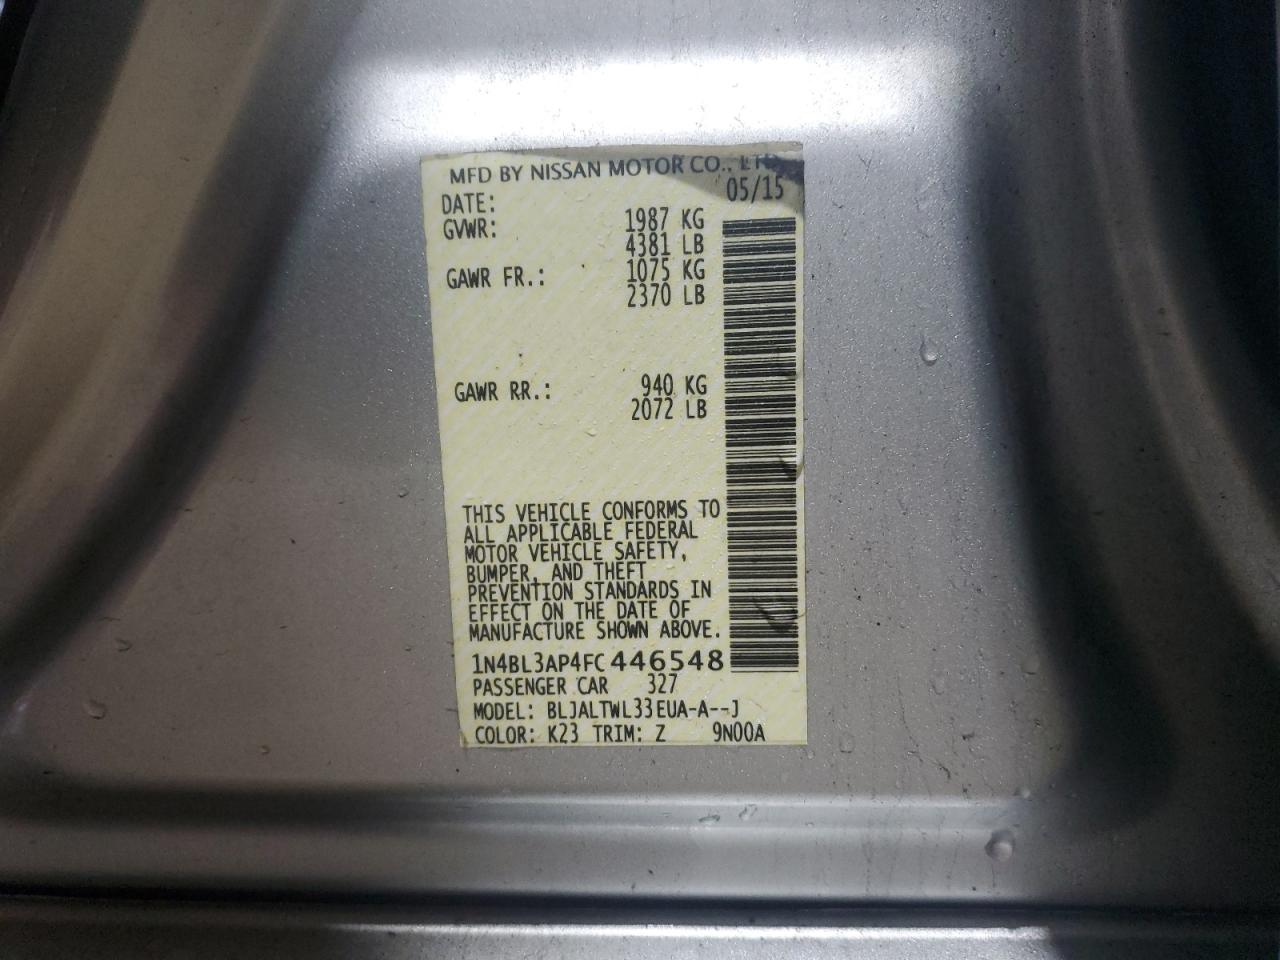 MFD BY NISSAN MOTOR CO., LTD.
DATE: 05/15
GVWR: 1987 KG
4381 LB
GAWR FR.: 1075 KG
2370 LB
GAWR RR.: 940 KG
2072 LB
THIS VEHICLE CONFORMS TO
ALL APPLICABLE FEDERAL
MOTOR VEHICLE SAFETY,
BUMPER, AND THEFT
PREVENTION STANDARDS IN
EFFECT ON THE DATE OF
MANUFACTURE SHOWN ABOVE.
1N4BL3AP4FC446548
PASSENGER CAR 327
MODEL: BLJALTWL33EUA-A--J
COLOR: K23 TRIM: Z 9N00A